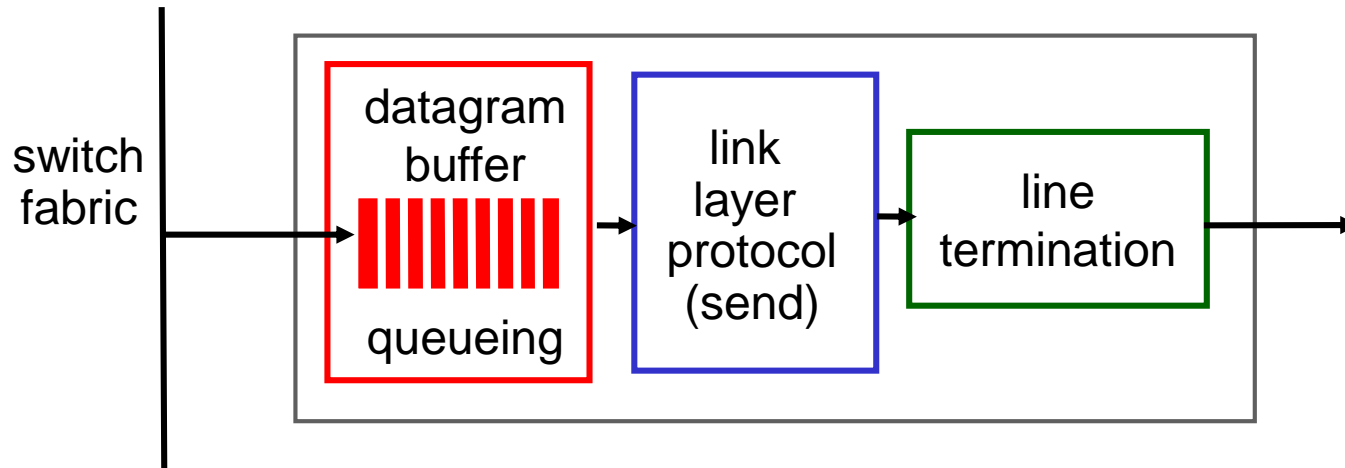 switch
fabric
datagram
buffer
queueing
link
layer
protocol
(send)
line
termination